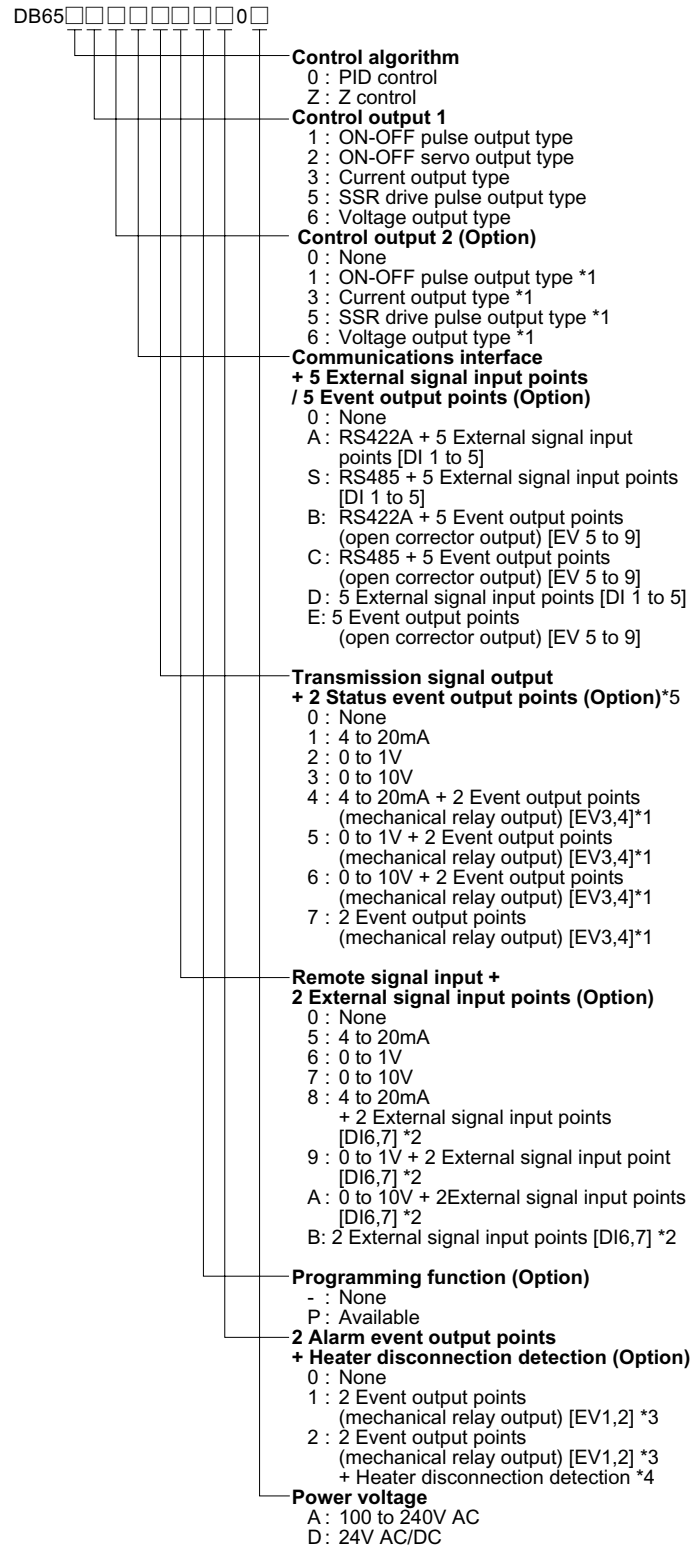 DB65□□□□□□□□0□
Control algorithm
0 : PID control
Z : Z control
Control output 1
1 : ON-OFF pulse output type
2 : ON-OFF servo output type
3 : Current output type
5 : SSR drive pulse output type
6 : Voltage output type
Control output 2 (Option)
0 : None
1 : ON-OFF pulse output type *1
3 : Current output type *1
5 : SSR drive pulse output type *1
6 : Voltage output type *1
Communications interface
+ 5 External signal input points
/ 5 Event output points (Option)
0 : None
A : RS422A + 5 External signal input
points [DI 1 to 5]
S : RS485 + 5 External signal input points
[DI 1 to 5]
B: RS422A + 5 Event output points
(open corrector output) [EV 5 to 9]
C : RS485 + 5 Event output points
(open corrector output) [EV 5 to 9]
D : 5 External signal input points [DI 1 to 5]
E: 5 Event output points
(open corrector output) [EV 5 to 9]
Transmission signal output
+ 2 Status event output points (Option)*5
0 : None
1 : 4 to 20mA
2 : 0 to 1V
3 : 0 to 10V
4 : 4 to 20mA + 2 Event output points
(mechanical relay output) [EV3,4]*1
5 : 0 to 1V + 2 Event output points
(mechanical relay output) [EV3,4]*1
6 : 0 to 10V + 2 Event output points
(mechanical relay output) [EV3,4]*1
7 : 2 Event output points
(mechanical relay output) [EV3,4]*1
Remote signal input +
2 External signal input points (Option)
0 : None
5 : 4 to 20mA
6 : 0 to 1V
7 : 0 to 10V
8 : 4 to 20mA
+ 2 External signal input points
[DI6,7] *2
9 : 0 to 1V + 2 External signal input point
[DI6,7] *2
A : 0 to 10V + 2External signal input points
[DI6,7] *2
B: 2 External signal input points [DI6,7] *2
Programming function (Option)
- : None
P : Available
2 Alarm event output points
+ Heater disconnection detection (Option)
0 : None
1 : 2 Event output points
(mechanical relay output) [EV1,2] *3
2 : 2 Event output points
(mechanical relay output) [EV1,2] *3
+ Heater disconnection detection *4
Power voltage
A : 100 to 240V AC
D : 24V AC/DC